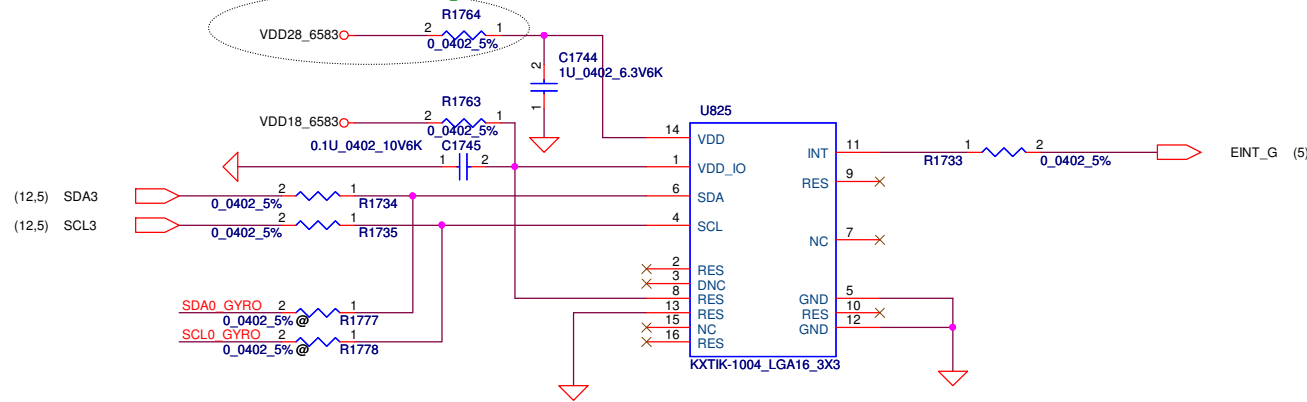 R1764
VDD28_6583 2 1
0_0402_5%
C1744
1U_0402_6.3V6K
2
1
R1763
VDD18_6583 2 1
0_0402_5%
0.1U_0402_10V6K C1745
1 2
U825
14 VDD
1 VDD_IO
6 SDA
4 SCL
2 RES
3 DNC
8 RES
13 RES
15 NC
16 RES
INT 11
RES 9
NC 7
GND 5
RES 10
GND 12
KXTIK-1004_LGA16_3X3
R1733 1 2 0_0402_5%
EINT_G (5)
(12,5) SDA3 2 1
0_0402_5% R1734
(12,5) SCL3 2 1
0_0402_5% R1735
SDA0_GYRO 2 1
0_0402_5% @ R1777
SCL0_GYRO 2 1
0_0402_5% @ R1778